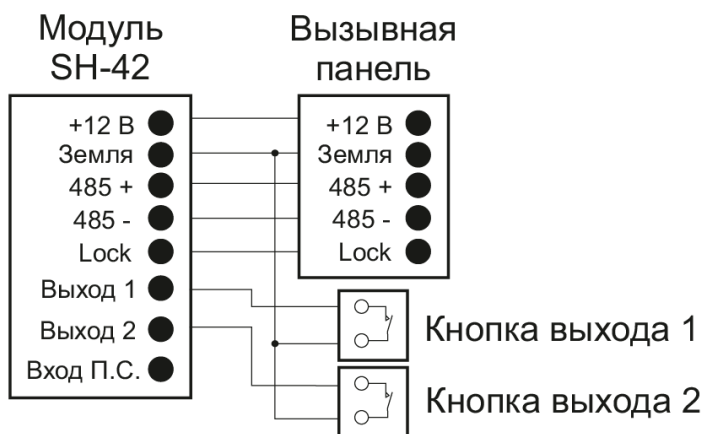 Модуль
SH-42
Вызывная
панель
+12 В
Земля
485 +
485 -
Lock
Выход 1
Выход 2
Вход П.С.
+12 В
Земля
485 +
485 -
Lock
Кнопка выхода 1
Кнопка выхода 2